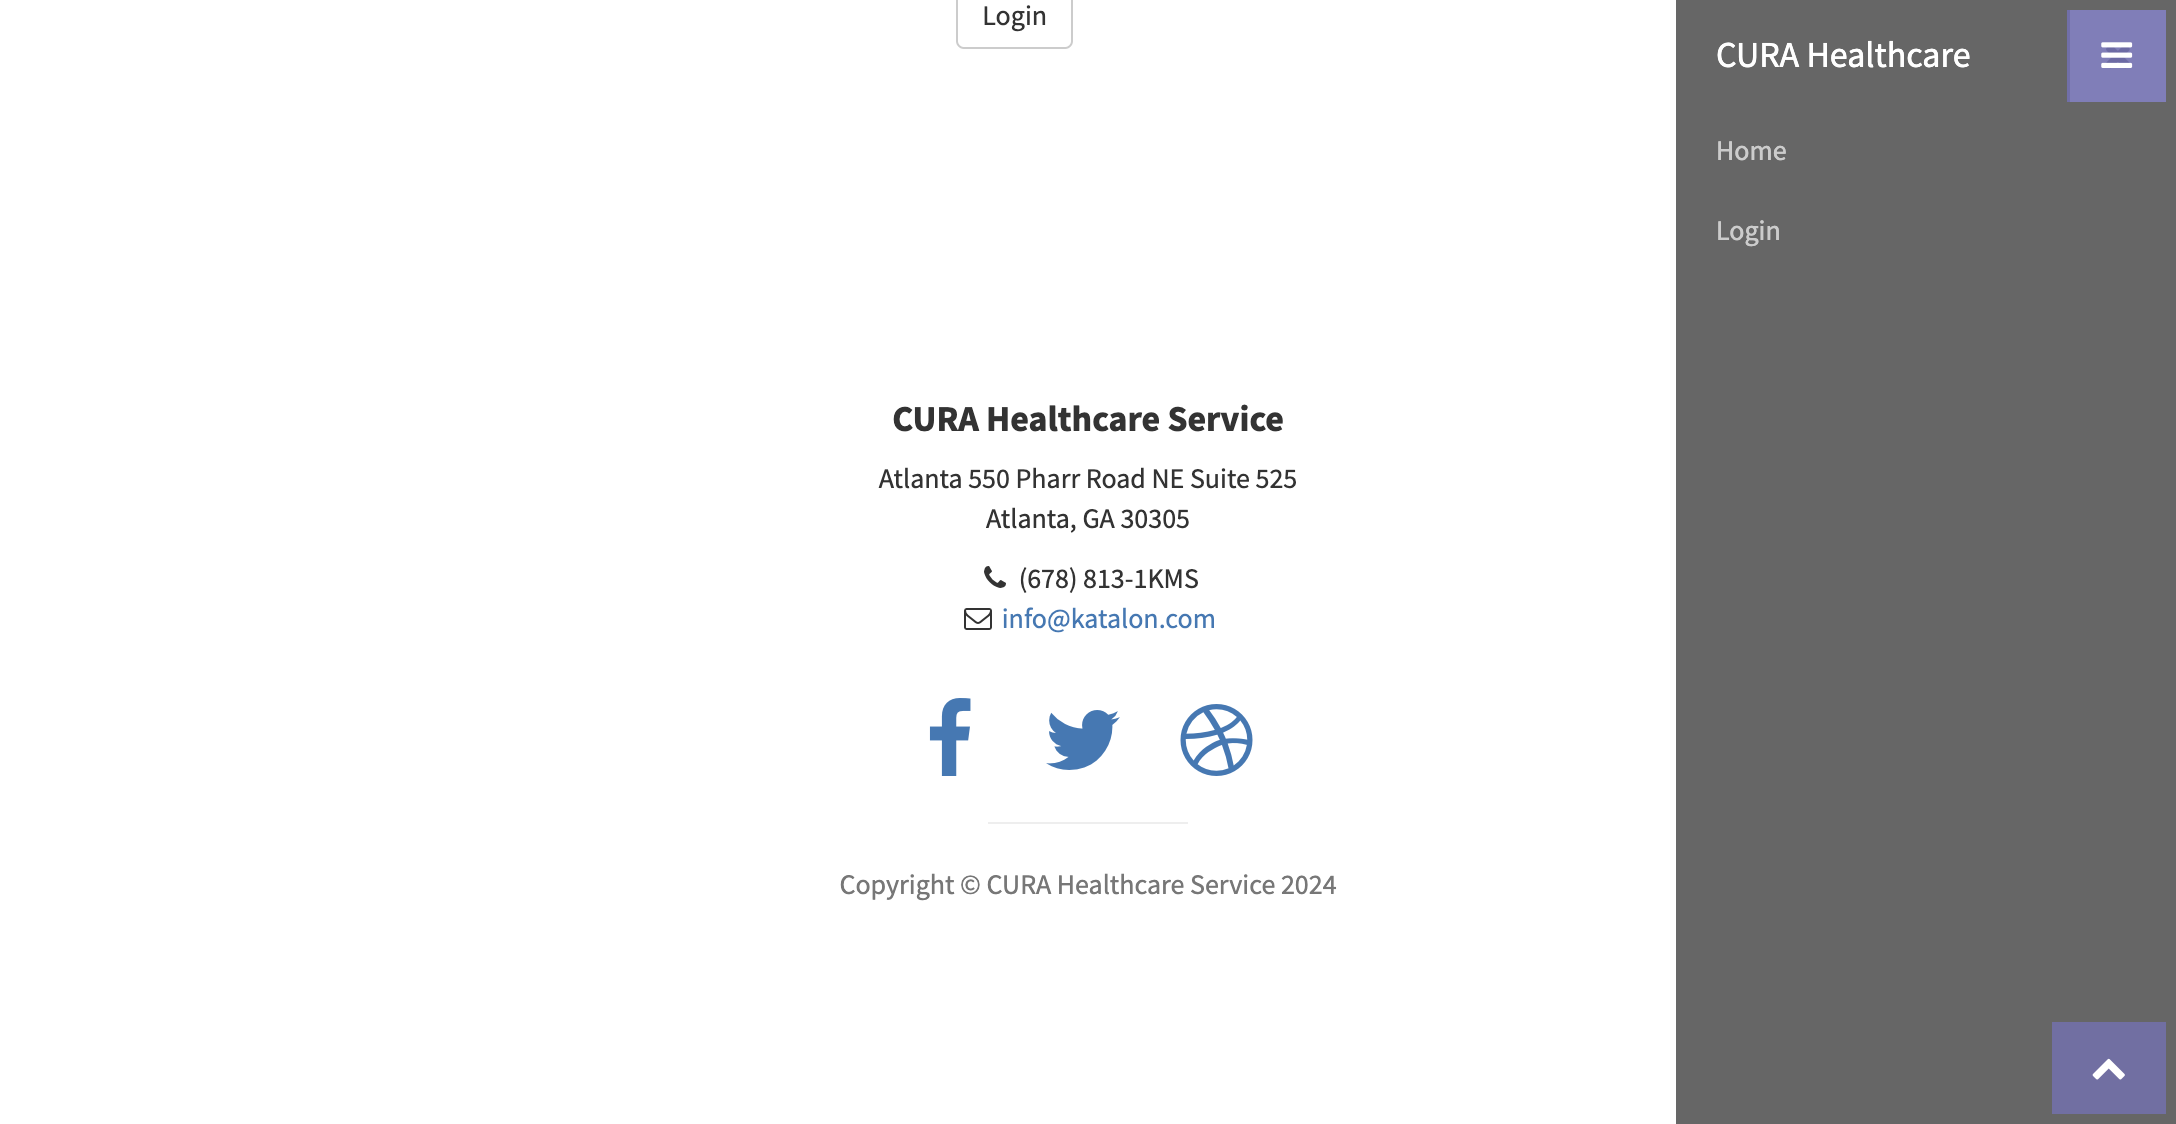 Login
CURA Healthcare Service
Atlanta 550 Pharr Road NE Suite 525
Atlanta, GA 30305
(678) 813-1KMS
info@katalon.com
Copyright © CURA Healthcare Service 2024
CURA Healthcare
Home
Login